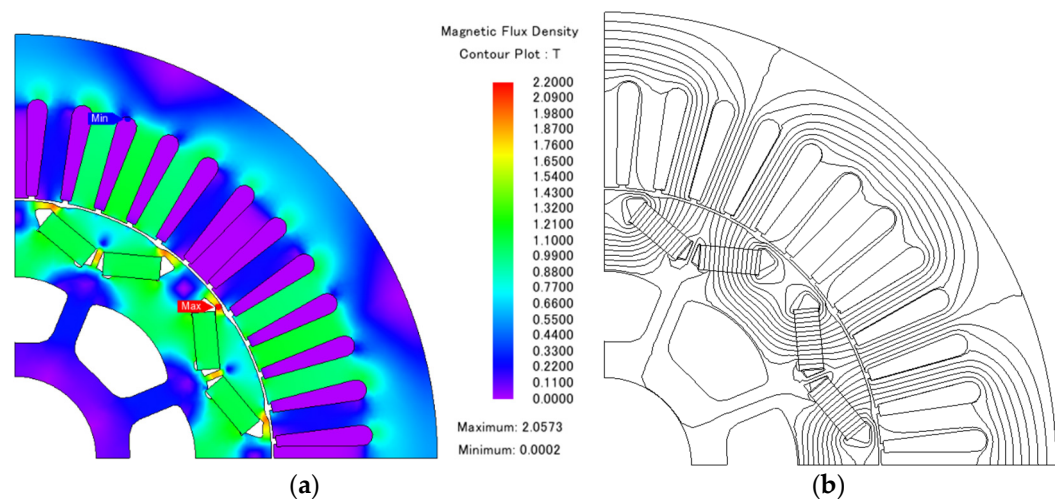 Magnetic Flux Density
Contour Plot : T
2.2000
2.0900
1.9800
1.8700
1.7600
1.6500
1.5400
1.4300
1.3200
1.2100
1.1000
0.9900
0.8800
0.7700
0.6600
0.5500
0.4400
0.3300
0.2200
0.1100
0.0000
Maximum: 2.0573
Minimum: 0.0002
Min
Max
(a)
(b)